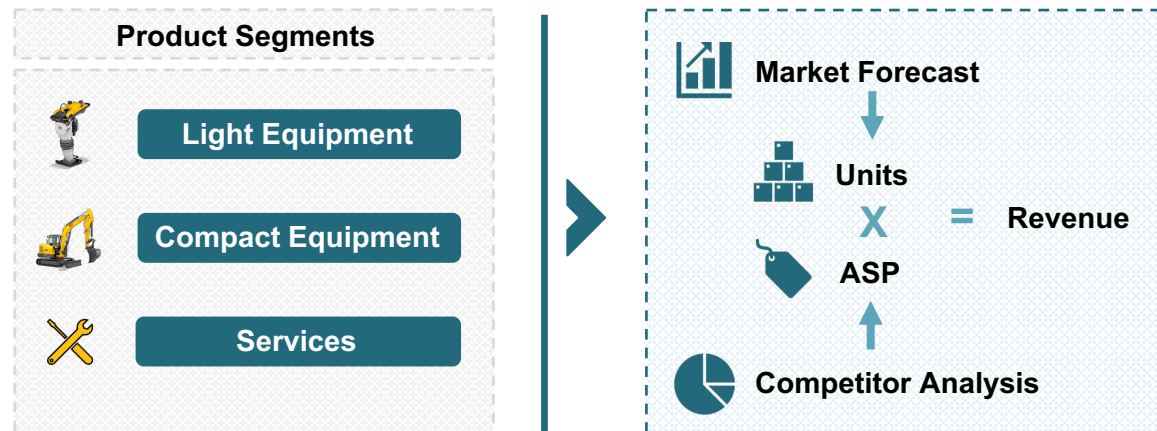 Product Segments
Light Equipment
Compact Equipment
Services
Market Forecast
Units
X
=
Revenue
ASP
Competitor Analysis